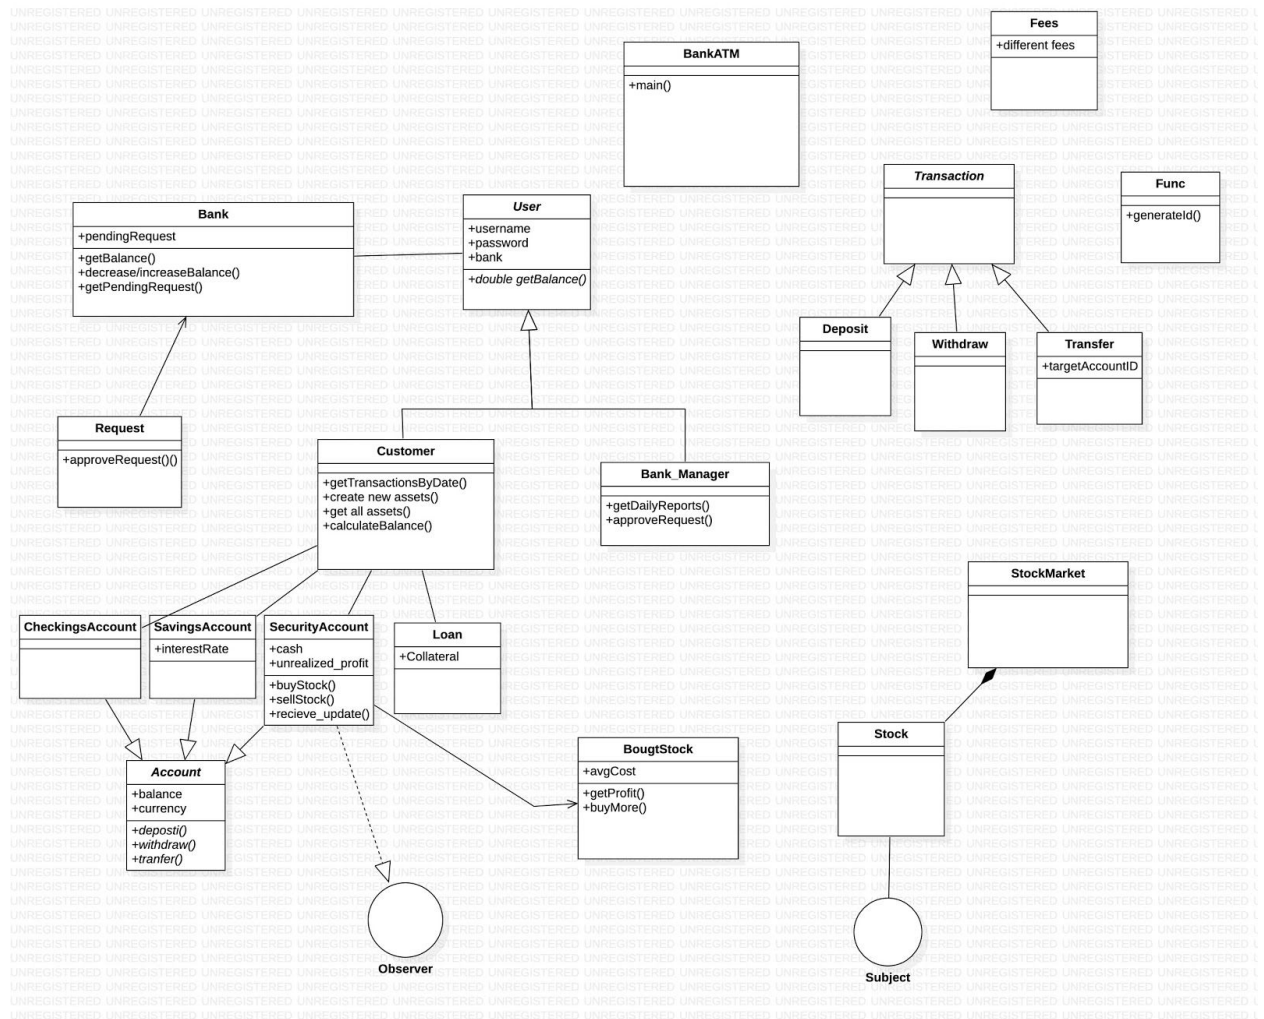 Fees
+different fees
BankATM
+main()
Transaction
Func
+generateId()
User
+username
+password
+bank
+double getBalance()
Bank
+pendingRequest
+getBalance()
+decrease/increaseBalance()
+getPendingRequest()
Deposit
Withdraw
Transfer
+targetAccountID
Request
+approveRequest()()
Customer
+getTransactionsByDate()
+create new assets()
+get all assets()
+calculateBalance()
Bank_Manager
+getDailyReports()
+approveRequest()
StockMarket
CheckingsAccount
SavingsAccount
+interestRate
SecurityAccount
+cash
+unrealized_profit
+buyStock()
+sellStock()
+recieve_update()
Loan
+Collateral
Stock
BougtStock
+avgCost
+getProfit()
+buyMore()
Account
+balance
+currency
+deposti()
+withdraw()
+tranfer()
Observer
Subject